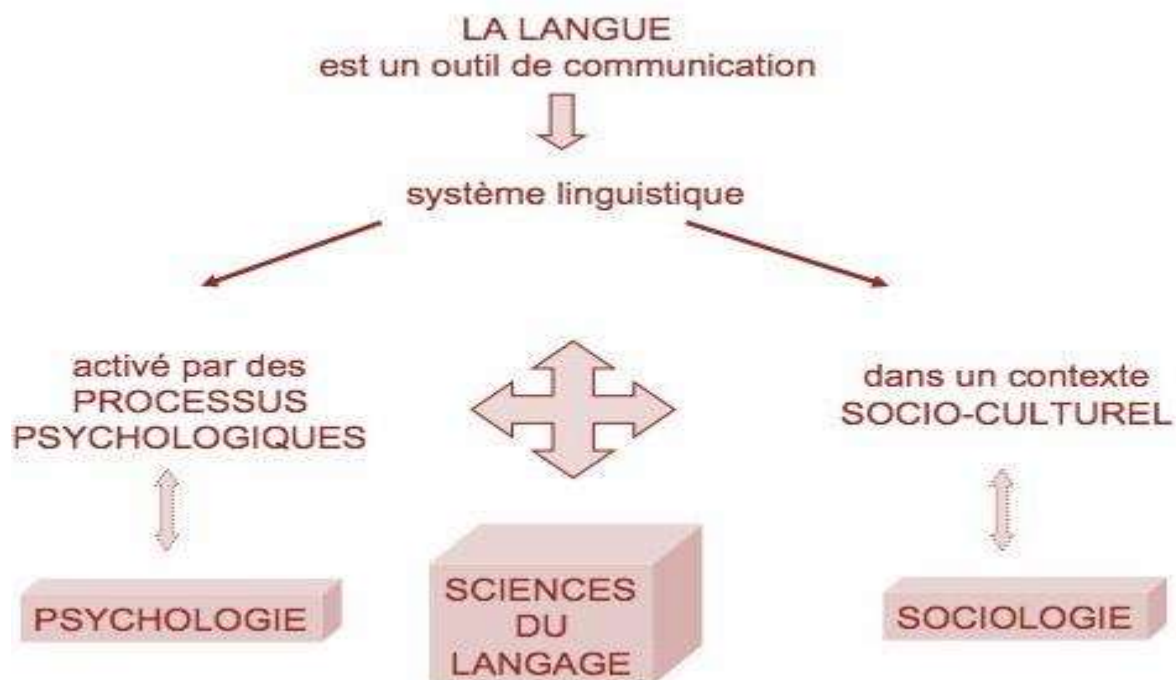 LA LANGUE
est un outil de communication
système linguistique
activé par des
PROCESSUS
PSYCHOLOGIQUES
dans un contexte
SOCIO-CULTUREL
PSYCHOLOGIE
SCIENCES
DU
LANGAGE
SOCIOLOGIE